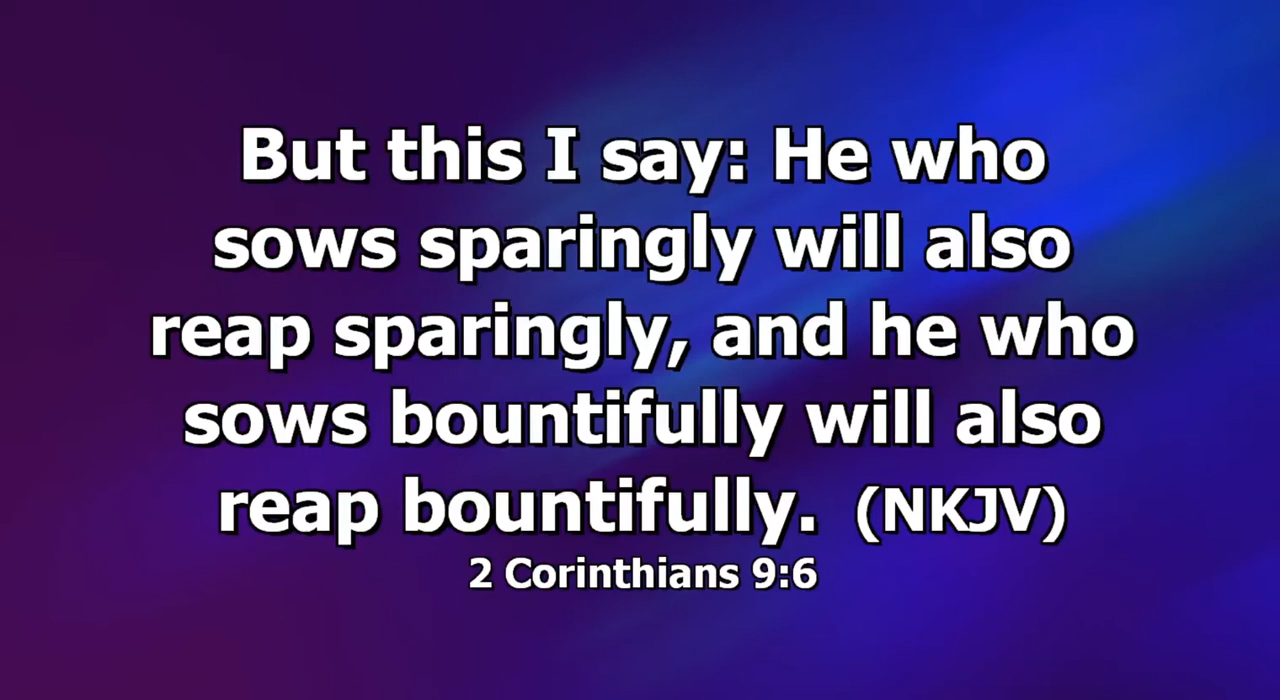 But this I say: He who
sows sparingly will also
reap sparingly, and he who
sows bountifully will also
reap bountifully. (NKJV)
2 Corinthians 9:6